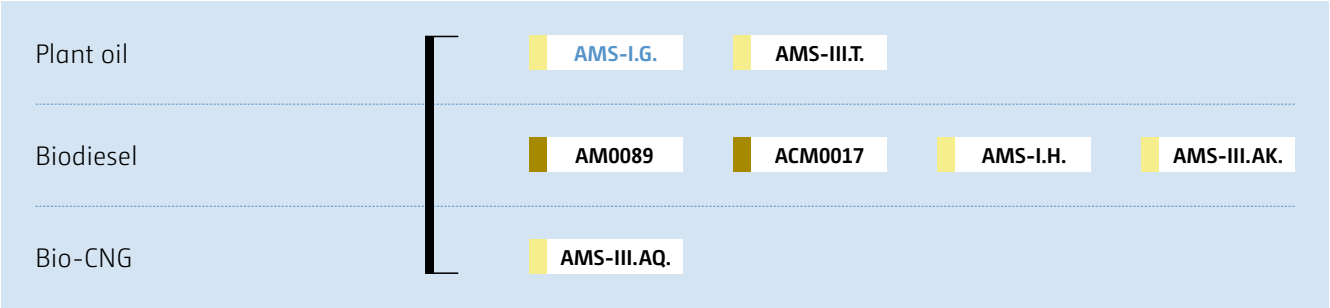 Plant oil AMS-I.G. AMS-III.T.
Biodiesel AM0089 ACM0017 AMS-I.H. AMS-III.AK.
Bio-CNG AMS-III.AQ.